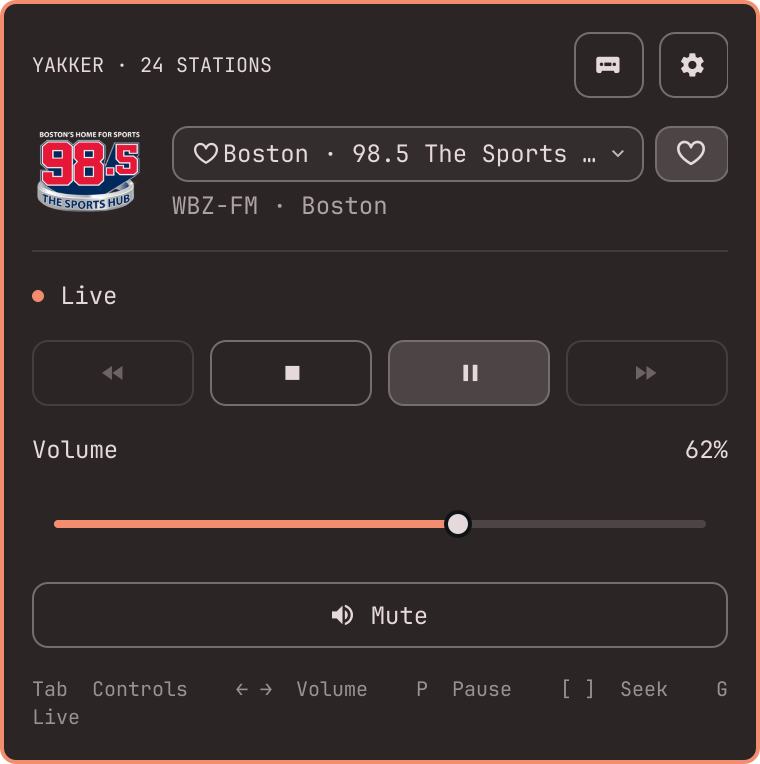 YAKKER · 24 STATIONS
BOSTON'S HOME FOR SPORTS
98.5
THE SPORTS HUB
Boston · 98.5 The Sports …
WBZ-FM · Boston
Live
Volume 62%
Mute
Tab Controls ← → Volume P Pause [ ] Seek G
Live